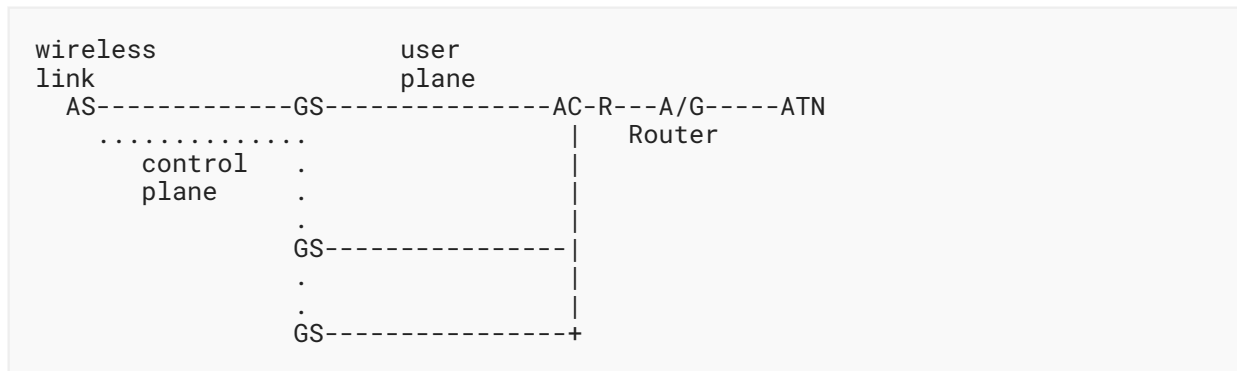 wireless                user
link                    plane
  AS-------------GS---------------AC-R---A/G-----ATN
    ..............                 |   Router
       control   .                 |
       plane     .                 |
                 .                 |
                 GS----------------|
                 .                 |
                 .                 |
                 GS----------------+